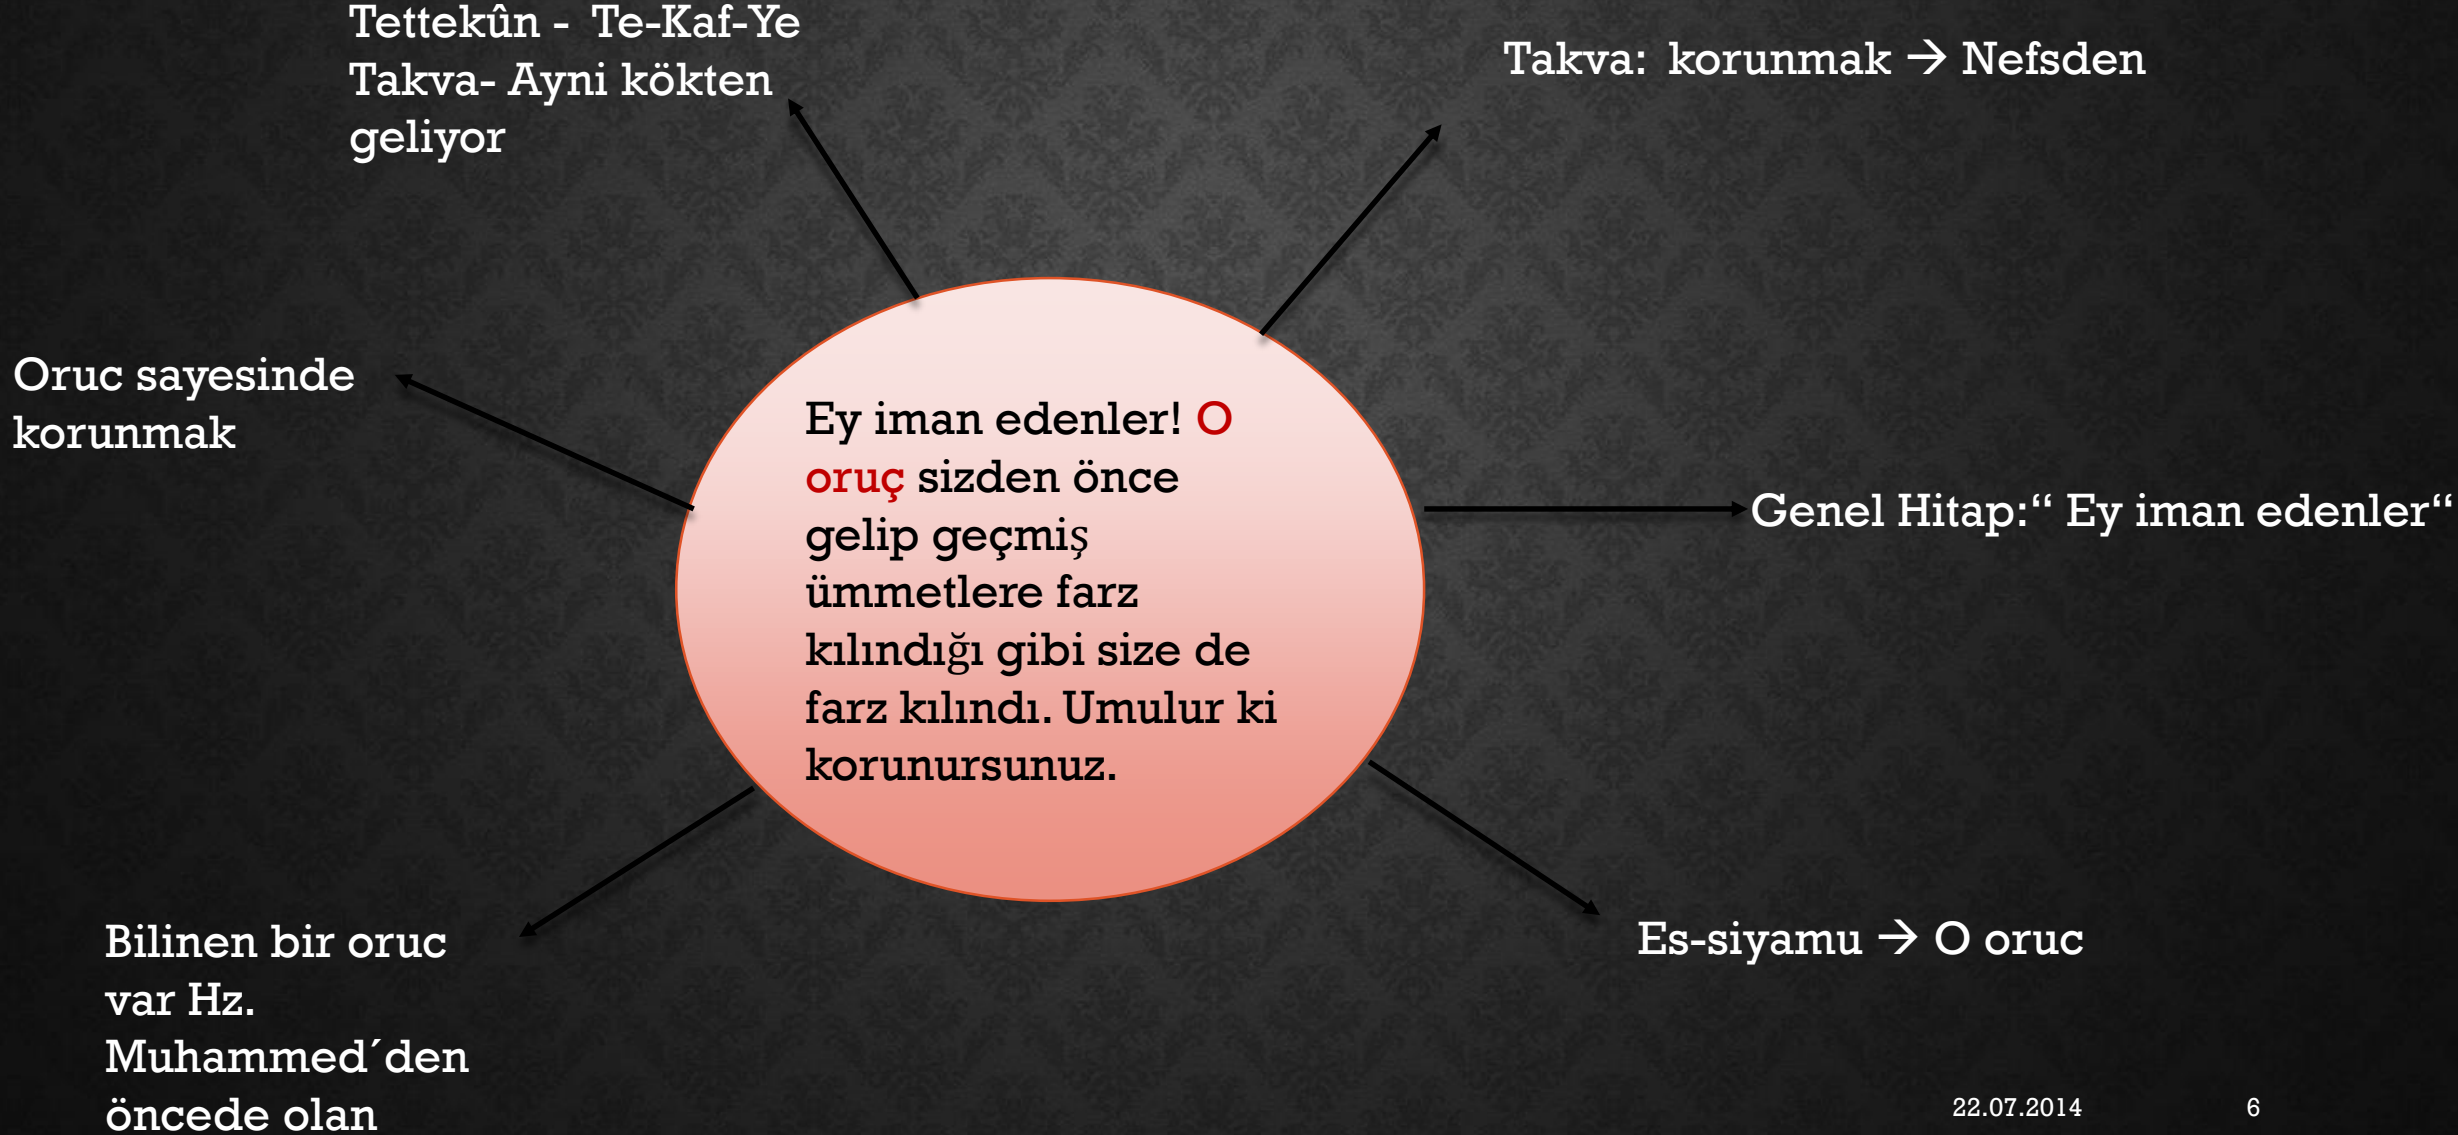 Tettekûn - Te-Kaf-Ye
Takva- Ayni kökten
geliyor
Takva: korunmak → Nefsden
Oruc sayesinde
korunmak
Ey iman edenler! O
oruç sizden önce
gelip geçmiş
ümmetlere farz
kılındığı gibi size de
farz kılındı. Umulur ki
korunursunuz.
Genel Hitap:“ Ey iman edenler“
Es-siyamu → O oruc
Bilinen bir oruc
var Hz.
Muhammed´den
öncede olan
22.07.2014
6